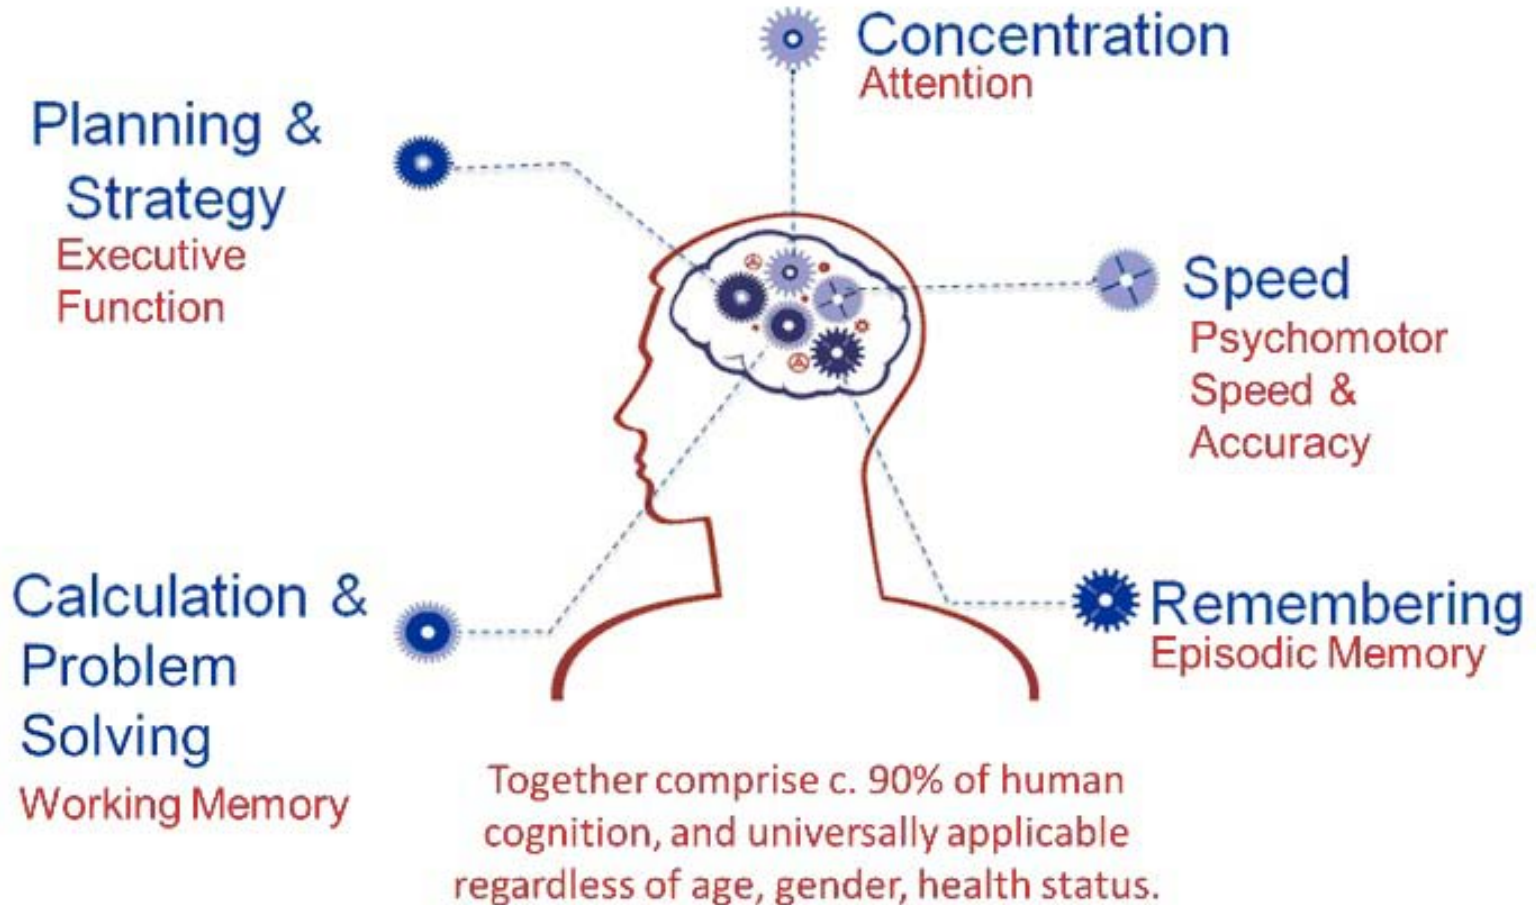 Concentration
Attention
Planning &
Strategy
Executive
Function
Speed
Psychomotor
Speed &
Accuracy
Calculation &
Problem
Solving
Working Memory
Remembering
Episodic Memory
Together comprise c. 90% of human
cognition, and universally applicable
regardless of age, gender, health status.